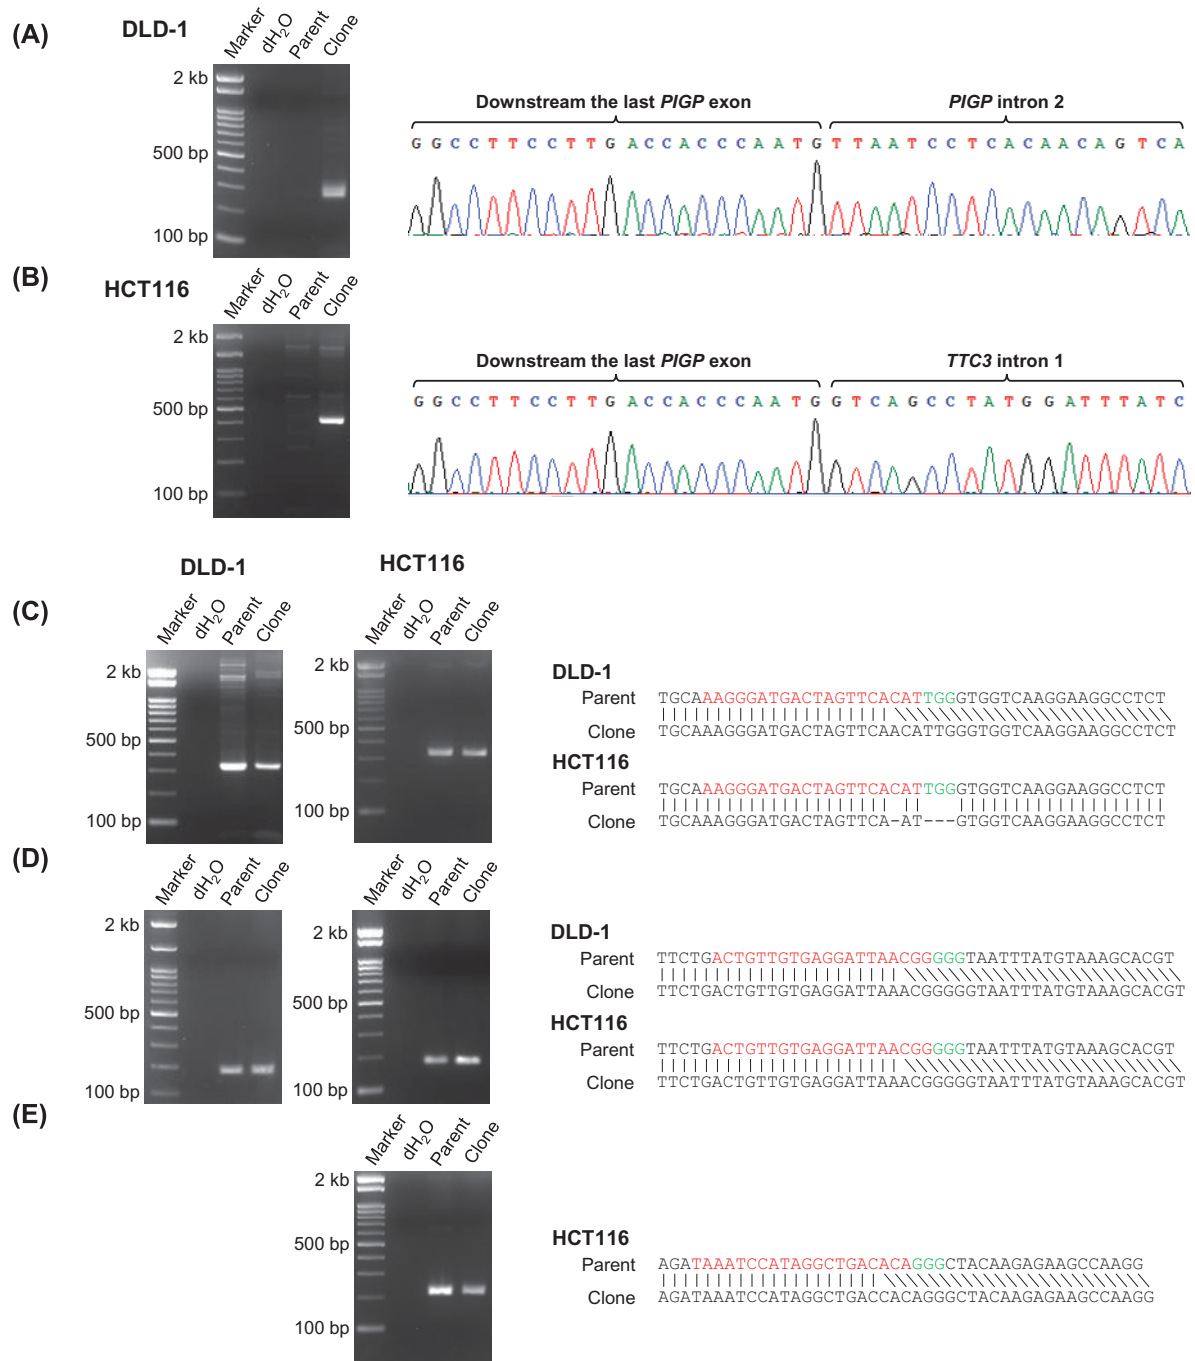 (A)
DLD-1
Marker
dH2O
Parent
Clone
2 kb
500 bp
100 bp
Downstream the last PIGP exon
PIGP intron 2
G G C C T T C C T T G A C C A C C C A A T G T T A A T C C T C A C A A C A G T C A
(B)
HCT116
Marker
dH2O
Parent
Clone
2 kb
500 bp
100 bp
Downstream the last PIGP exon
TTC3 intron 1
G G C C T T C C T T G A C C A C C C A A T G G T C A G C C T A T G G A T T T A T C
DLD-1
HCT116
(C)
Marker
dH2O
Parent
Clone
2 kb
500 bp
100 bp
Marker
dH2O
Parent
Clone
2 kb
500 bp
100 bp
DLD-1
Parent TGCAAAGGGATGACTAGTTCACATTGGGTGGTCAAGGAAGGCCTCT
Clone TGCAAAGGGATGACTAGTTCAACATTGGGTGGTCAAGGAAGGCCTCT
HCT116
Parent TGCAAAGGGATGACTAGTTCACATTGGGTGGTCAAGGAAGGCCTCT
Clone TGCAAAGGGATGACTAGTTCA-AT---GTGGTCAAGGAAGGCCTCT
(D)
Marker
dH2O
Parent
Clone
2 kb
500 bp
100 bp
Marker
dH2O
Parent
Clone
2 kb
500 bp
100 bp
DLD-1
Parent TTCTGACTGTTGTGAGGATTAACGGGGGTAATTTATGTAAAGCACGT
Clone TTCTGACTGTTGTGAGGATTAAACGGGGGTAATTTATGTAAAGCACGT
HCT116
Parent TTCTGACTGTTGTGAGGATTAACGGGGGTAATTTATGTAAAGCACGT
Clone TTCTGACTGTTGTGAGGATTAAACGGGGGTAATTTATGTAAAGCACGT
(E)
Marker
dH2O
Parent
Clone
2 kb
500 bp
100 bp
HCT116
Parent AGATAAATCCATAGGCTGACACAGGGCTACAAGAGAAGCCAAGG
Clone AGATAAATCCATAGGCTGACCACAGGGCTACAAGAGAAGCCAAGG